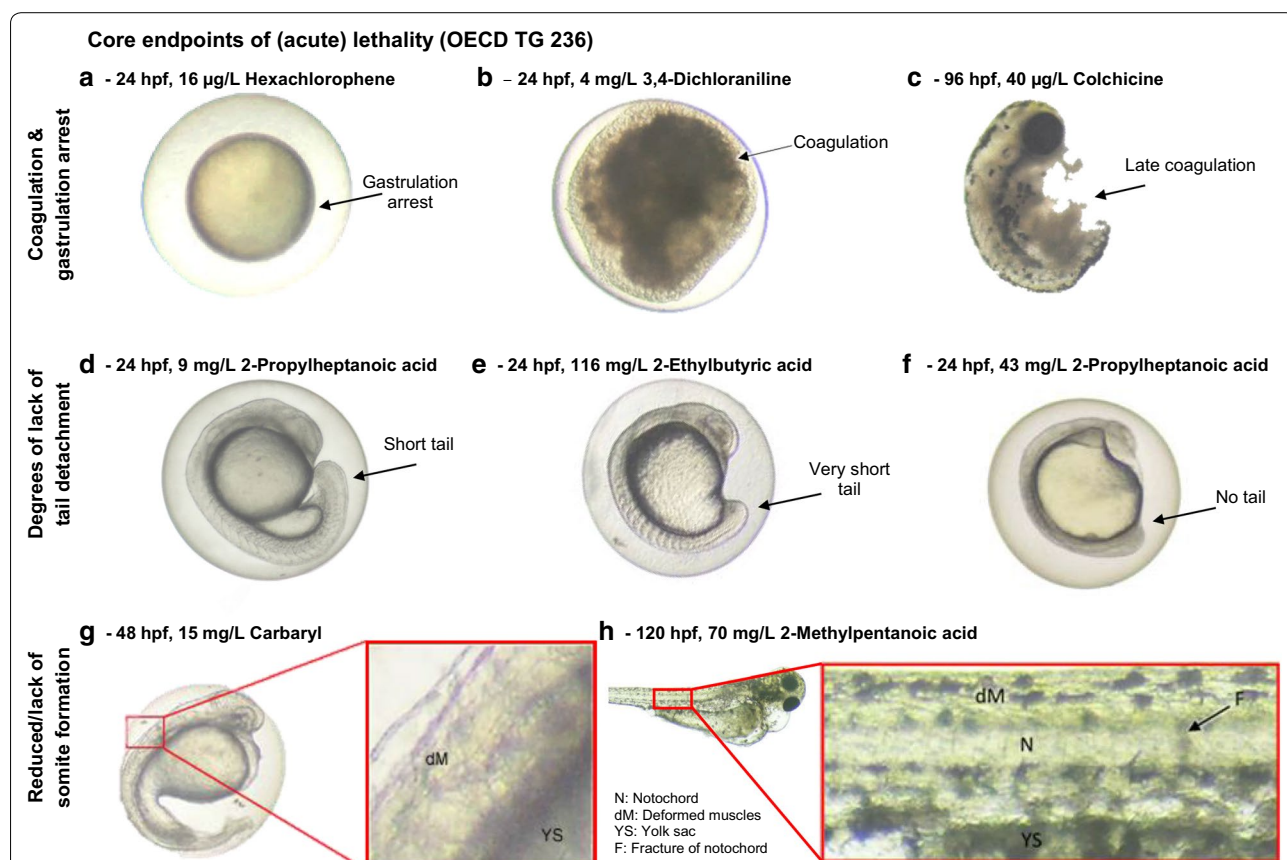 Core endpoints of (acute) lethality (OECD TG 236)
Coagulation &
gastrulation arrest
a - 24 hpf, 16 µg/L Hexachlorophene
Gastrulation
arrest
b – 24 hpf, 4 mg/L 3,4-Dichloraniline
Coagulation
c - 96 hpf, 40 µg/L Colchicine
Late coagulation
Degrees of lack of
tail detachment
d - 24 hpf, 9 mg/L 2-Propylheptanoic acid
Short tail
e - 24 hpf, 116 mg/L 2-Ethylbutyric acid
Very short
tail
f - 24 hpf, 43 mg/L 2-Propylheptanoic acid
No tail
Reduced/lack of
somite formation
g - 48 hpf, 15 mg/L Carbaryl
dM
YS
h - 120 hpf, 70 mg/L 2-Methylpentanoic acid
dM
F
N
YS
N: Notochord
dM: Deformed muscles
YS: Yolk sac
F: Fracture of notochord